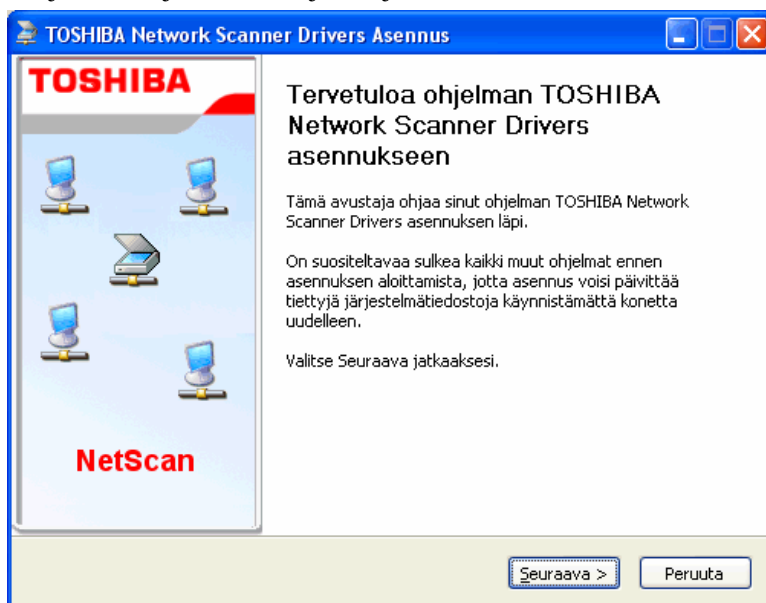 TOSHIBA Network Scanner Drivers Asennus
TOSHIBA
NetScan
Tervetuloa ohjelman TOSHIBA
Network Scanner Drivers
asennukseen
Tämä avustaja ohjaa sinut ohjelman TOSHIBA Network
Scanner Drivers asennuksen läpi.
On suositeltavaa sulkea kaikki muut ohjelmat ennen
asennuksen aloittamista, jotta asennus voisi päivittää
tiettyjä järjestelmätiedostoja käynnistämättä konetta
uudelleen.
Valitse Seuraava jatkaaksesi.
Seuraava >
Peruuta